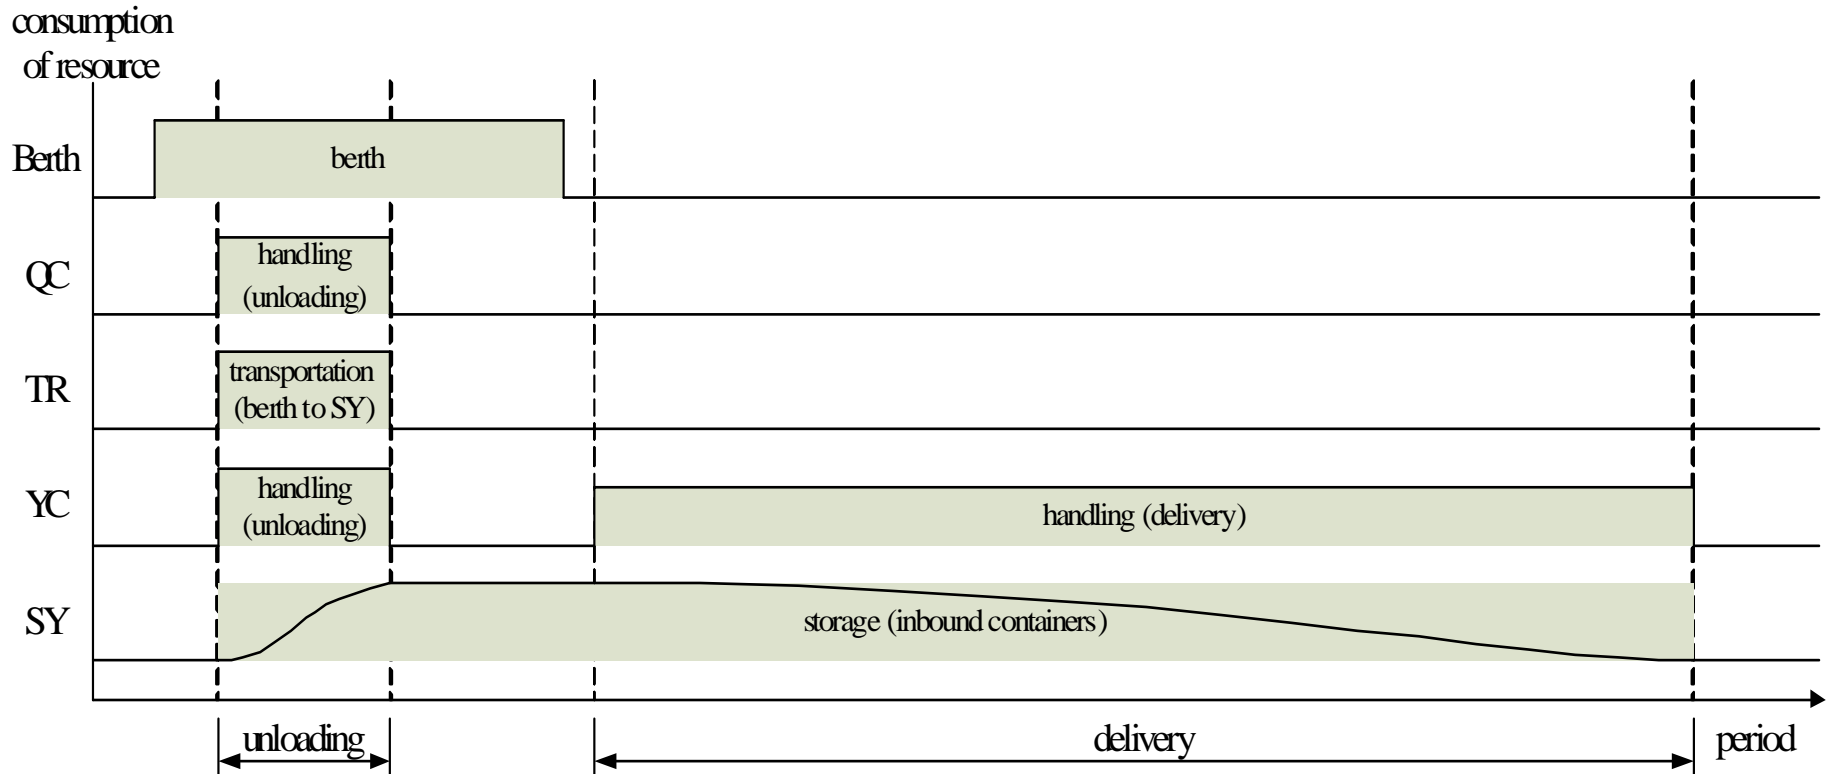 consumption
of resource
Berth
berth
QC
handling
(unloading)
TR
transportation
(berth to SY)
YC
handling
(unloading)
handling (delivery)
SY
storage (inbound containers)
unloading
delivery
period